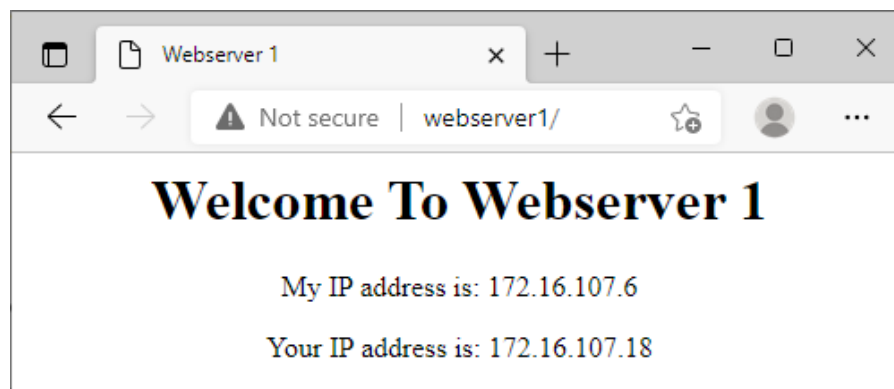 Webserver 1
Not secure | webserver1/
Welcome To Webserver 1
My IP address is: 172.16.107.6
Your IP address is: 172.16.107.18